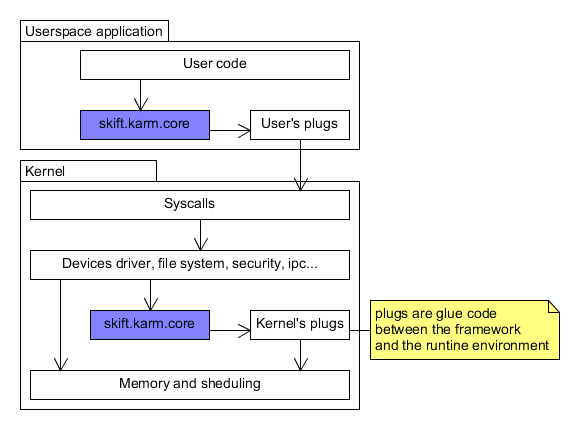 Userspace application
User code
skift.karm.core
User's plugs
Kernel
Syscalls
Devices driver, file system, security, ipc...
skift.karm.core
Kernel's plugs
plugs are glue code
between the framework
and the runtine environment
Memory and sheduling